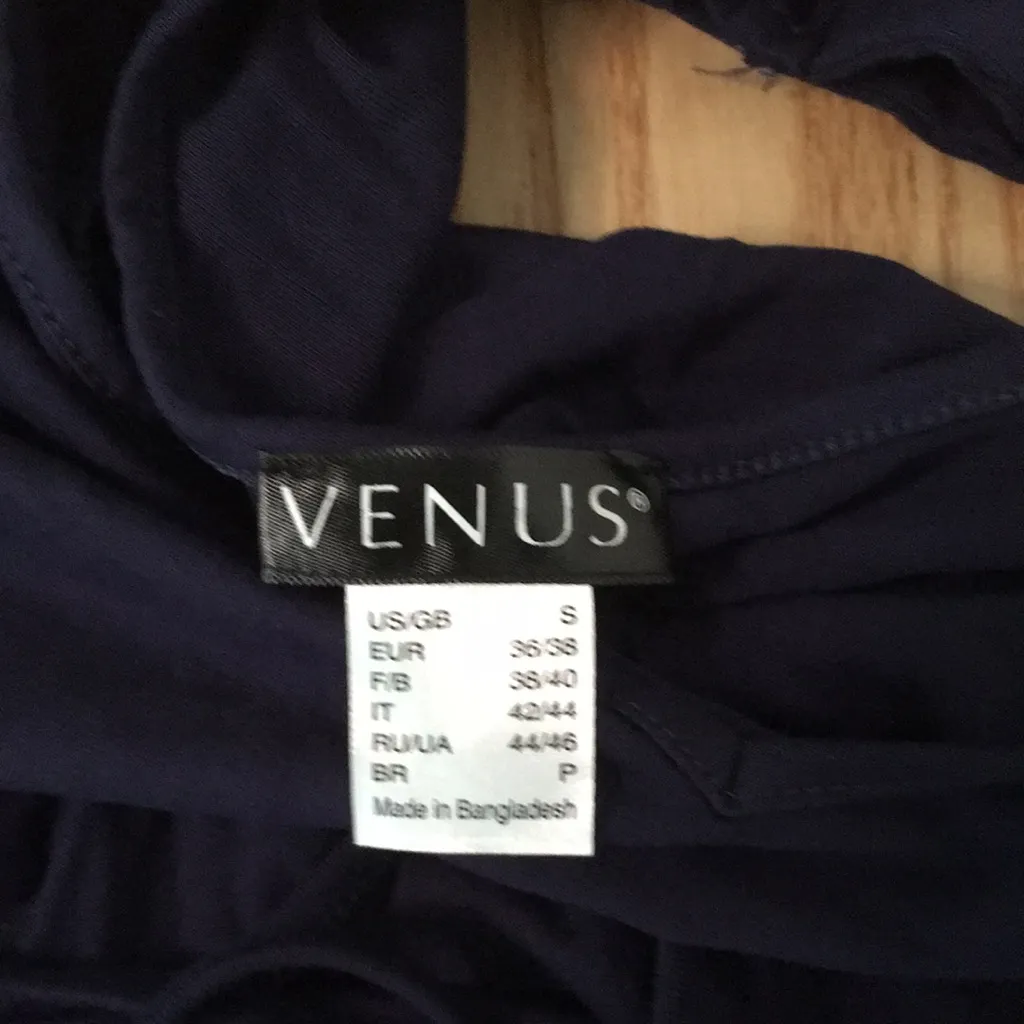 VENUS®
US/GB S
EUR 36/38
F/B 38/40
IT 42/44
RU/UA 44/46
BR P
Made in Bangladesh